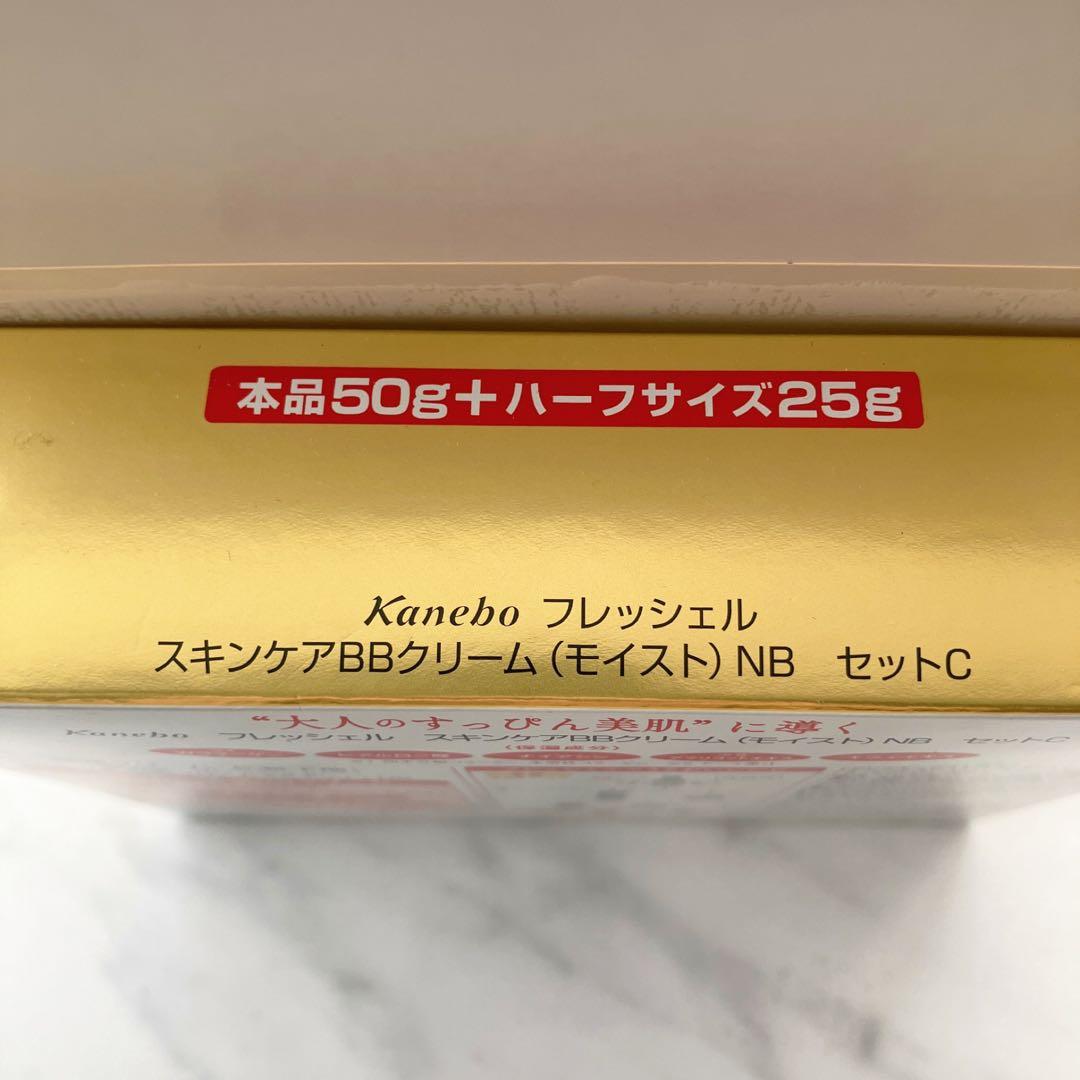 本品50g＋ハーフサイズ25g
Kanebo フレッシェル
スキンケアBBクリーム（モイスト）NB　セットC
“大人のすっぴん美肌”に導く
Kanebo　フレッシェル　スキンケアBBクリーム（モイスト）NB　セットC
（保湿成分）